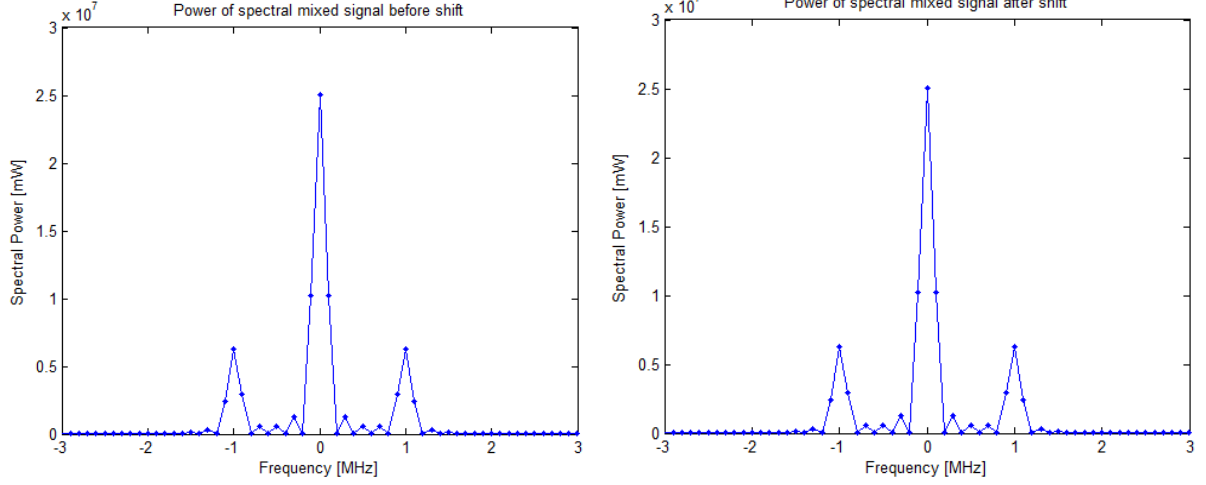 Power of spectral mixed signal before shift
x 10^7
3
2.5
2
1.5
1
0.5
0
-3 -2 -1 0 1 2 3
Spectral Power [mW]
Frequency [MHz]
Power of spectral mixed signal after shift
x 10
3
2.5
2
1.5
1
0.5
0
-3 -2 -1 0 1 2 3
Spectral Power [mW]
Frequency [MHz]